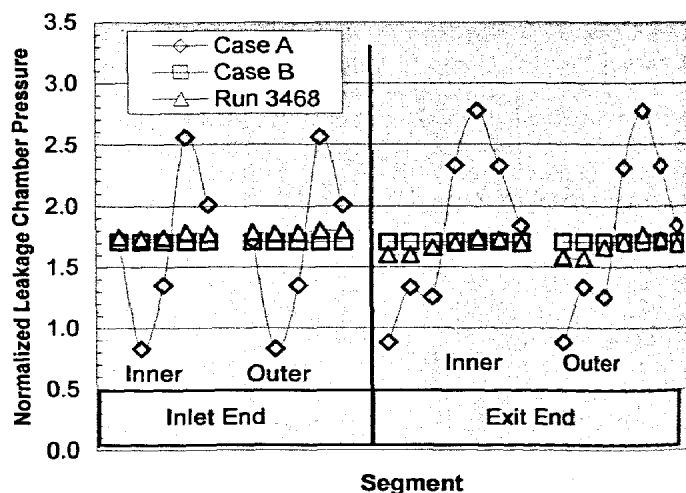 Normalized Leakage Chamber Pressure
3.5
3.0
2.5
2.0
1.5
1.0
0.5
0.0
Case A
Case B
Run 3468
Inner
Outer
Inner
Outer
Inlet End
Exit End
Segment